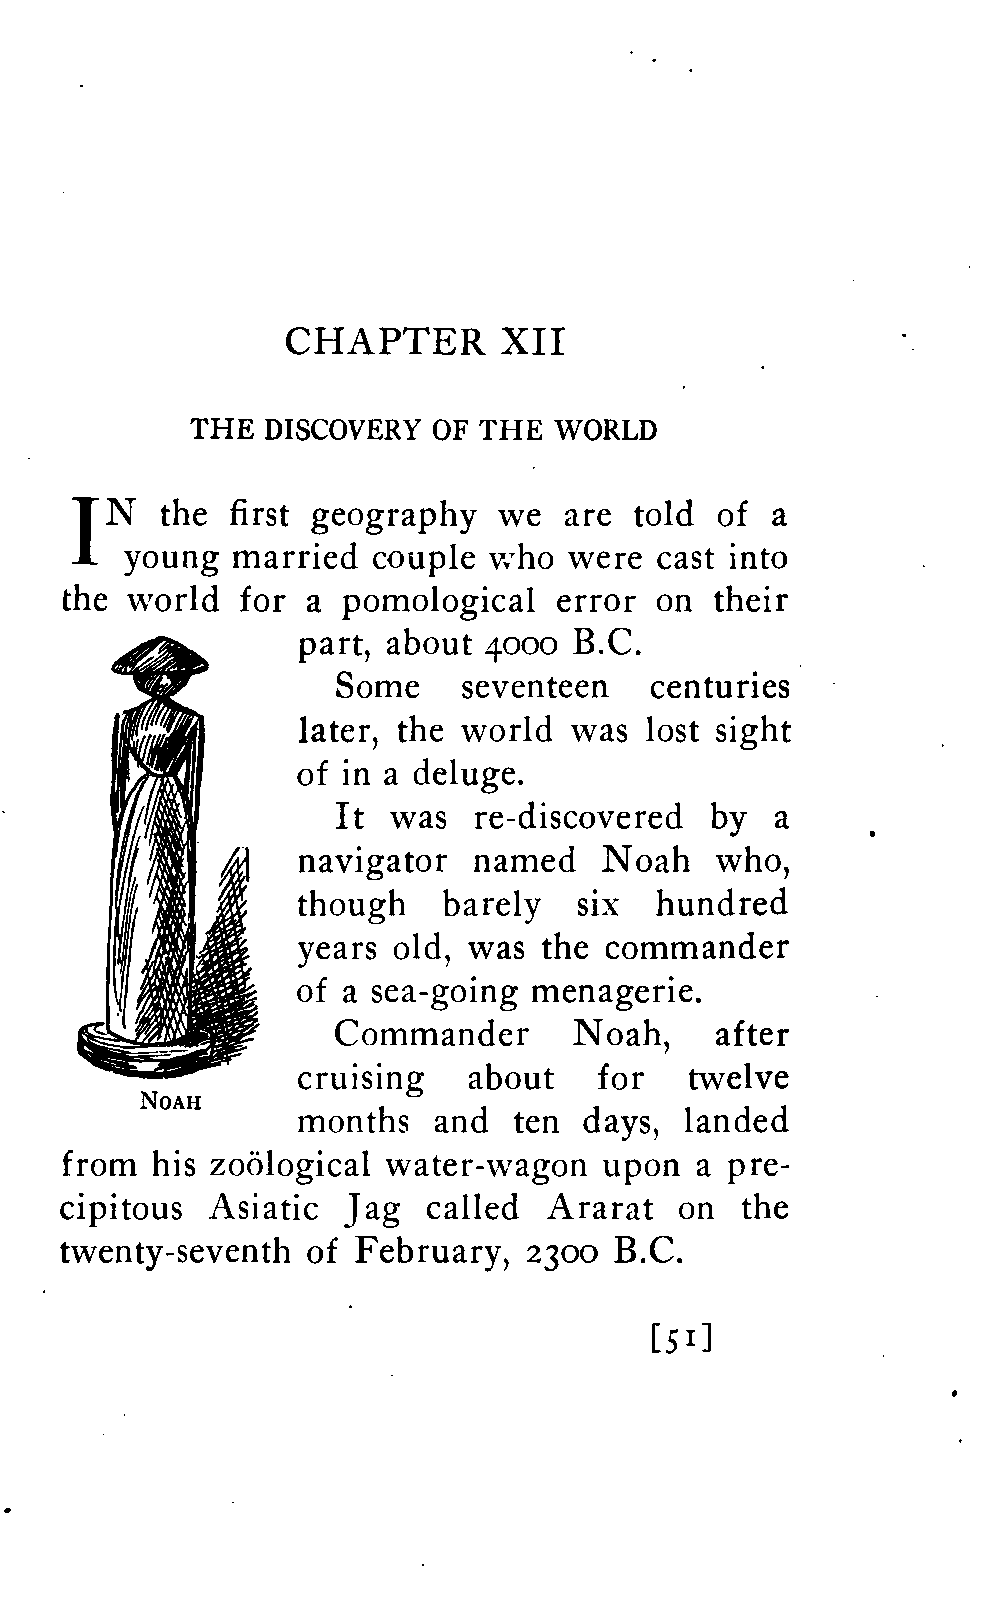 CHAPTER XII
THE DISCOVERY OF THE WORLD
IN the first geography we are told of a
young married couple who were cast into
the world for a pomological error on their
part, about 4000 B.C.
Some seventeen centuries
later, the world was lost sight
of in a deluge.
It was re-discovered by a
navigator named Noah who,
though barely six hundred
years old, was the commander
of a sea-going menagerie.
Commander Noah, after
cruising about for twelve
months and ten days, landed
NOAH
from his zoölogical water-wagon upon a pre-
cipitous Asiatic Jag called Ararat on the
twenty-seventh of February, 2300 B.C.
[51]